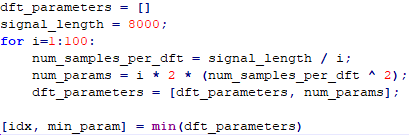 dft_parameters = []
signal_length = 8000;
for i=1:100:
    num_samples_per_dft = signal_length / i;
    num_params = i * 2 * (num_samples_per_dft ^ 2);
    dft_parameters = [dft_parameters, num_params];

[idx, min_param] = min(dft_parameters)